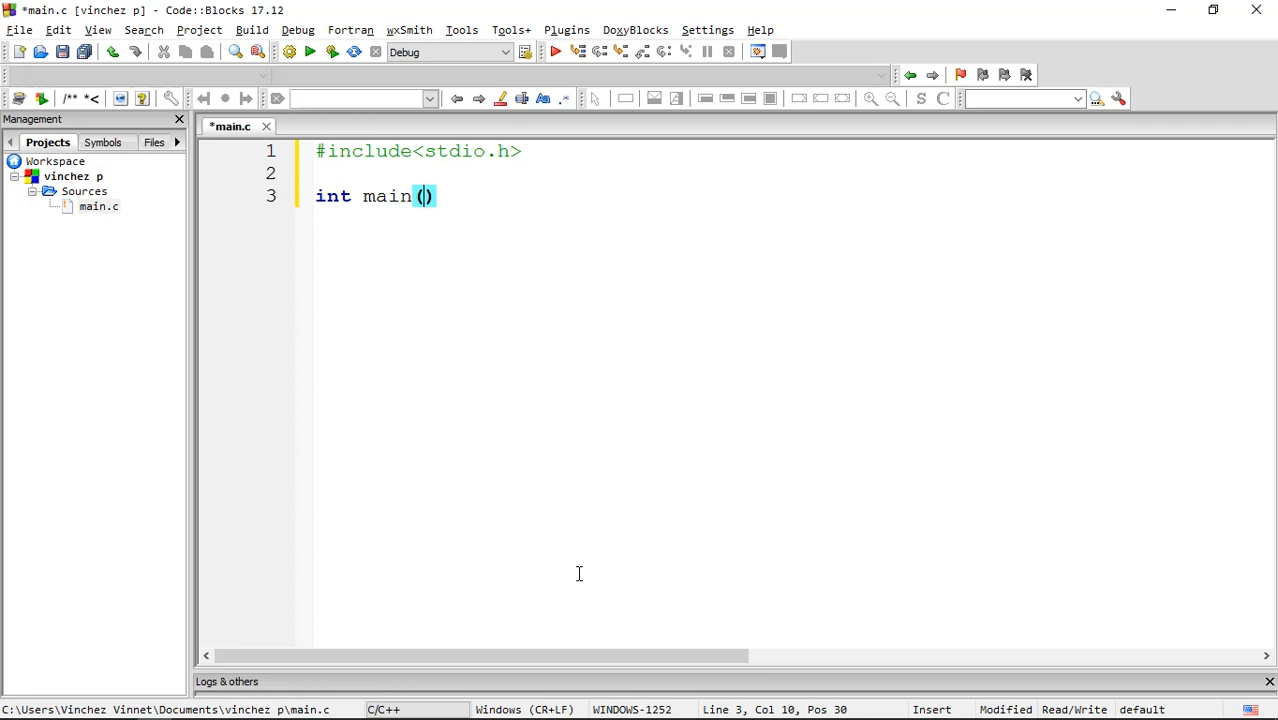 *main.c [vinchez p] - Code::Blocks 17.12
File Edit View Search Project Build Debug Fortran wxSmith Tools Tools+ Plugins DoxyBlocks Settings Help
Debug
/** *<
Aa .* S C
Management
*main.c
Projects Symbols Files
Workspace
vinchez p
Sources
main.c
1 #include<stdio.h>
2
3 int main()
Logs & others
C:\Users\Vinchez Vinnet\Documents\vinchez p\main.c C/C++ Windows (CR+LF) WINDOWS-1252 Line 3, Col 10, Pos 30 Insert Modified Read/Write default